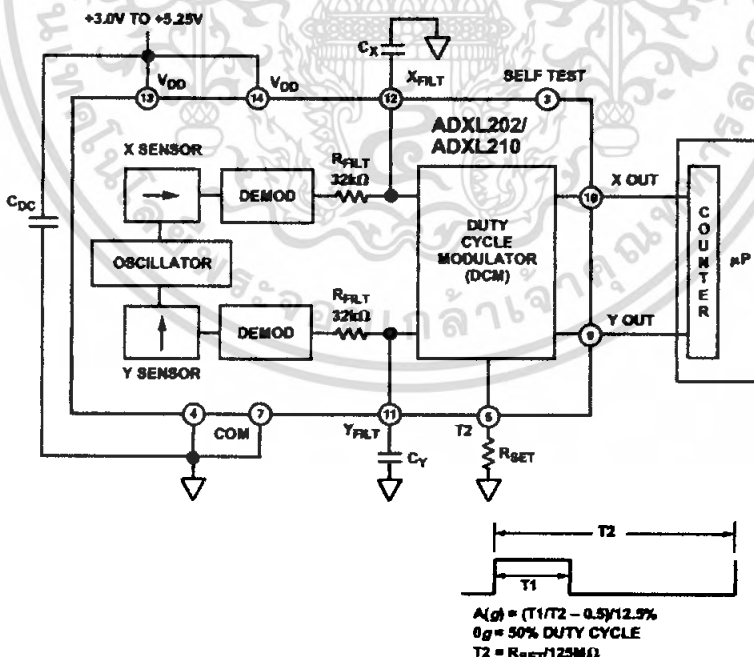 +3.0V TO +5.25V
CX
XFILT
SELF TEST
VDD
VDD
13
14
12
3
ADXL202/
ADXL210
X SENSOR
RFILT
32kΩ
DEMOD
X OUT
10
CDC
OSCILLATOR
DUTY
CYCLE
MODULATOR
(DCM)
COUNTER
µP
RFILT
32kΩ
DEMOD
Y OUT
9
Y SENSOR
4
7
11
5
COM
YFILT
T2
CY
RSET
T2
T1
A(g) = (T1/T2 – 0.5)/12.5%
0g = 50% DUTY CYCLE
T2 = RSET/125MΩ